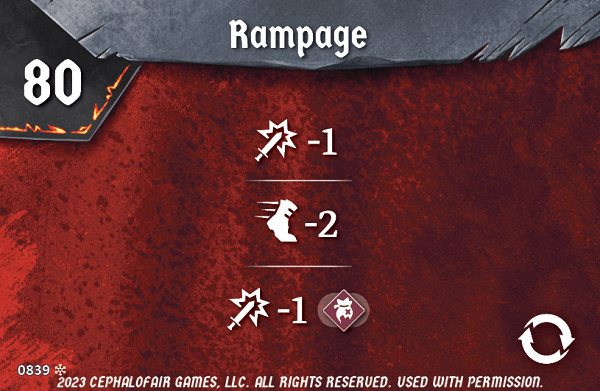 Rampage
80
-1
-2
-1
0839
2023 CEPHALOFAIR GAMES, LLC. ALL RIGHTS RESERVED. USED WITH PERMISSION.